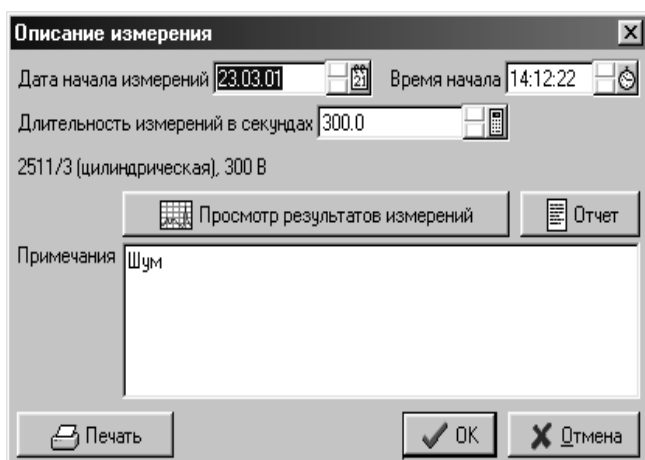 Описание измерения
Дата начала измерений 23.03.01 21 Время начала 14:12:22
Длительность измерений в секундах 300.0
2511/3 (цилиндрическая), 300 В
Просмотр результатов измерений Отчет
Примечания Шум
Печать OK Отмена